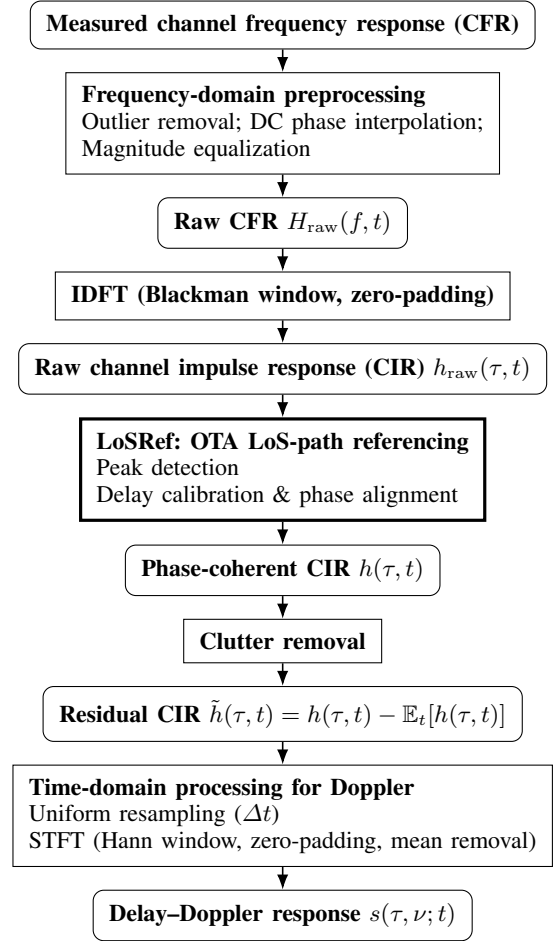 Measured channel frequency response (CFR)
Frequency-domain preprocessing
Outlier removal; DC phase interpolation;
Magnitude equalization
Raw CFR H_raw(f, t)
IDFT (Blackman window, zero-padding)
Raw channel impulse response (CIR) h_raw(τ, t)
LoSRef: OTA LoS-path referencing
Peak detection
Delay calibration & phase alignment
Phase-coherent CIR h(τ, t)
Clutter removal
Residual CIR h̃(τ, t) = h(τ, t) − 𝔼_t[h(τ, t)]
Time-domain processing for Doppler
Uniform resampling (Δt)
STFT (Hann window, zero-padding, mean removal)
Delay–Doppler response s(τ, ν; t)